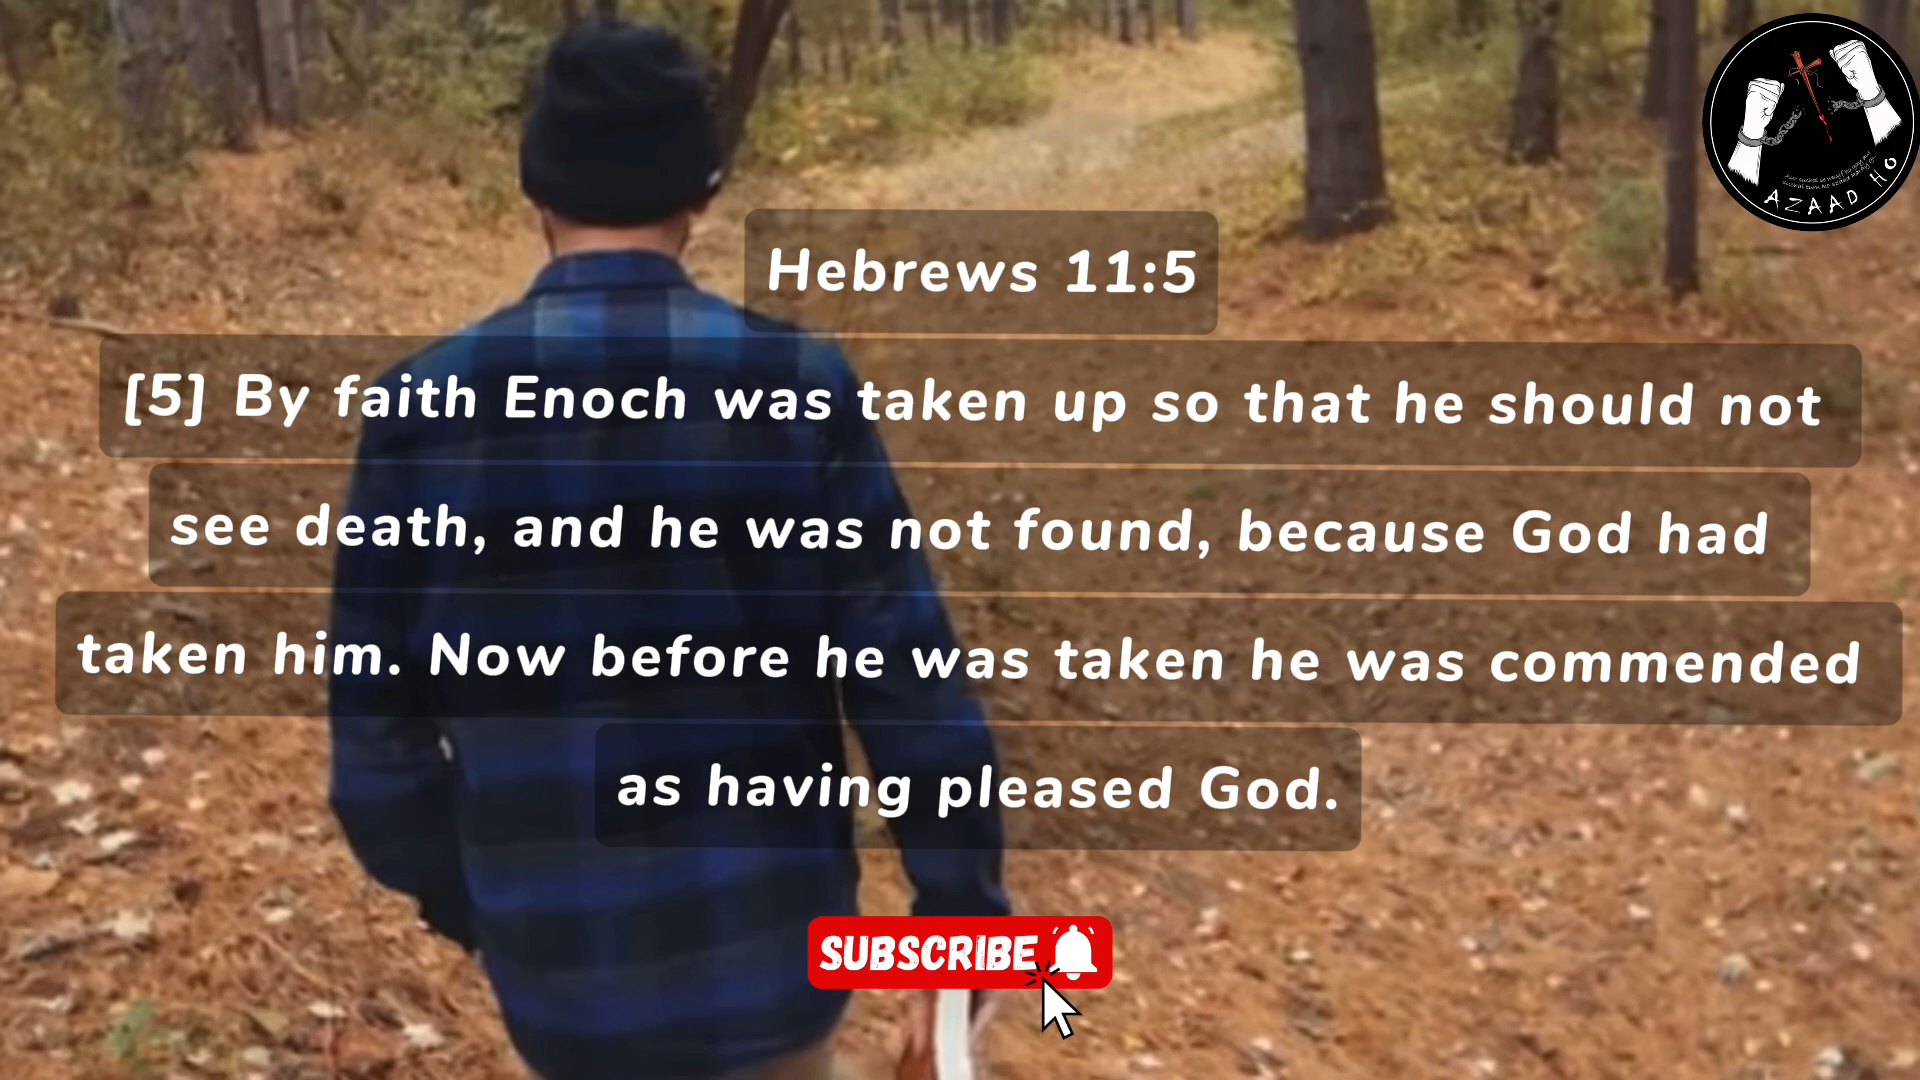 Hebrews 11:5
[5] By faith Enoch was taken up so that he should not
see death, and he was not found, because God had
taken him. Now before he was taken he was commended
as having pleased God.
SUBSCRIBE
AZAAD HO